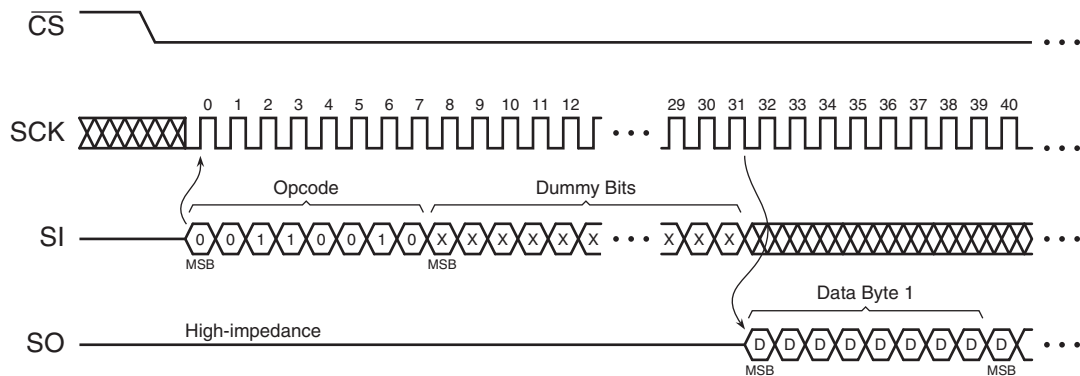 CS
0 1 2 3 4 5 6 7 8 9 10 11 12 29 30 31 32 33 34 35 36 37 38 39 40
SCK
Opcode Dummy Bits
SI 0 0 1 1 0 0 1 0 X X X X X X X X X
MSB MSB
Data Byte 1
High-impedance
SO D D D D D D D D D
MSB MSB